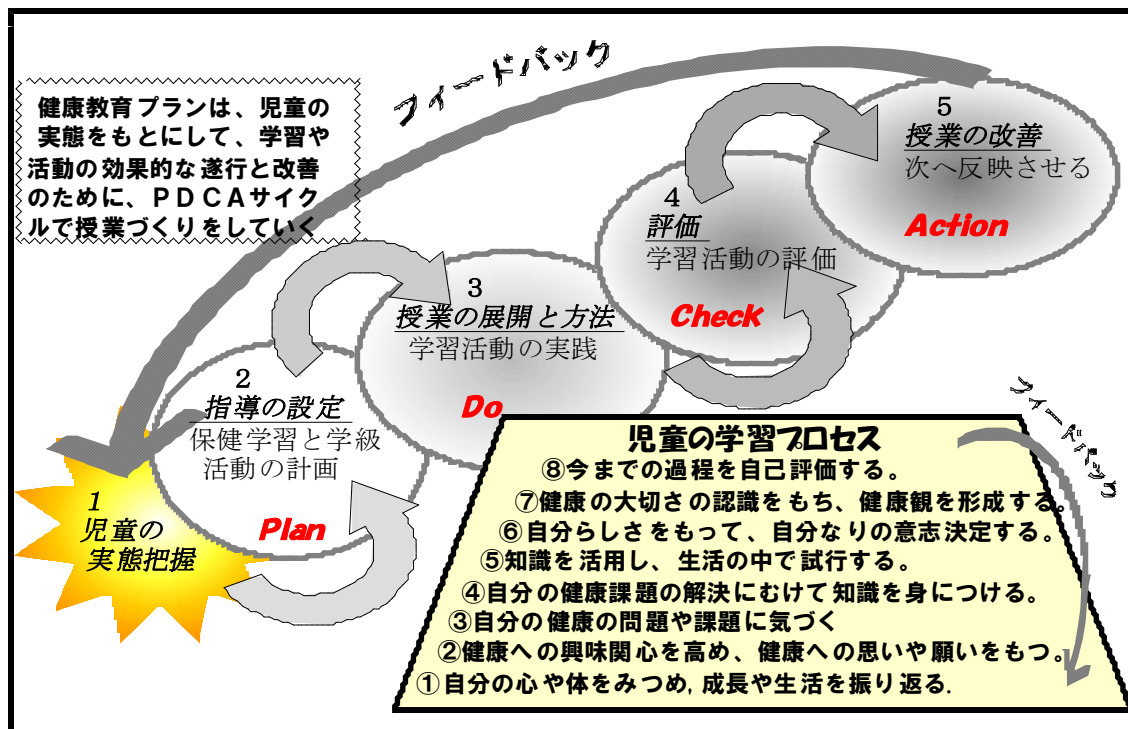 フィードバック
健康教育プランは、児童の
実態をもとにして、学習や
活動の効果的な遂行と改善
のために、ＰＤＣＡサイク
ルで授業づくりをしていく
5
授業の改善
次へ反映させる
Action
4
評価
学習活動の評価
Check
3
授業の展開と方法
学習活動の実践
Do
2
指導の設定
保健学習と学級
活動の計画
Plan
1
児童の
実態把握
児童の学習プロセス
⑧今までの過程を自己評価する。
⑦健康の大切さの認識をもち、健康観を形成する。
⑥自分らしさをもって、自分なりの意志決定する。
⑤知識を活用し、生活の中で試行する。
④自分の健康課題の解決にむけて知識を身につける。
③自分の健康の問題や課題に気づく
②健康への興味関心を高め、健康への思いや願いをもつ。
①自分の心や体をみつめ,成長や生活を振り返る.
フィードバック